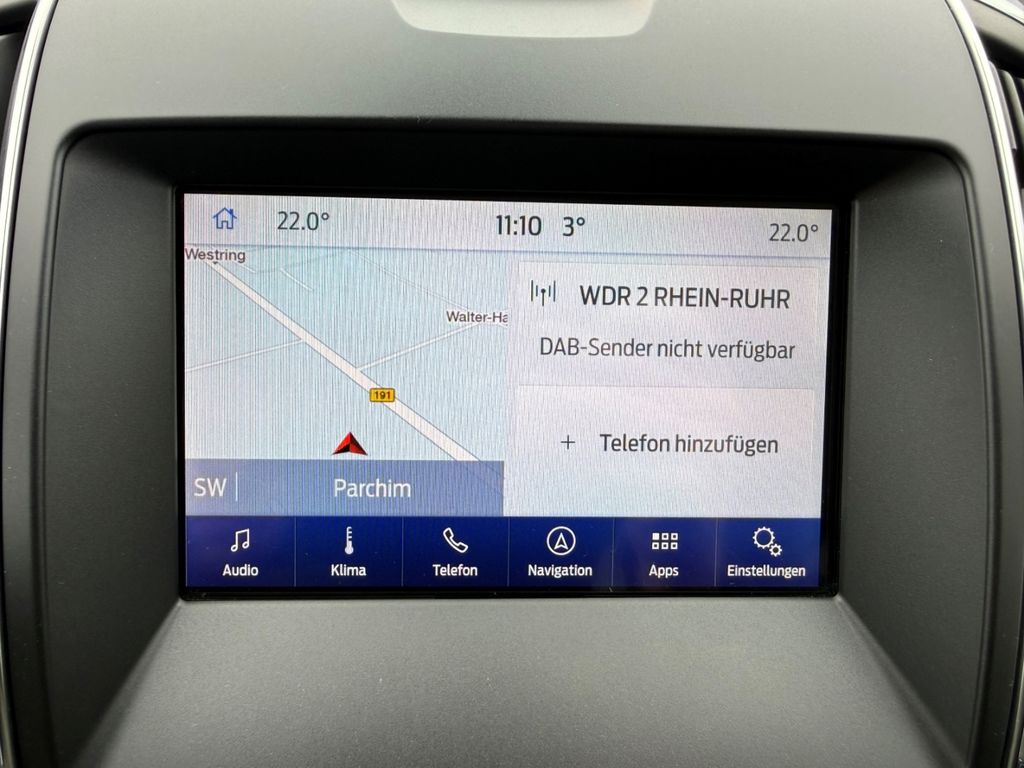 22.0°
11:10 3°
22.0°
Westring
Walter-Ha
191
SW
Parchim
WDR 2 RHEIN-RUHR
DAB-Sender nicht verfügbar
+ Telefon hinzufügen
Audio
Klima
Telefon
Navigation
Apps
Einstellungen